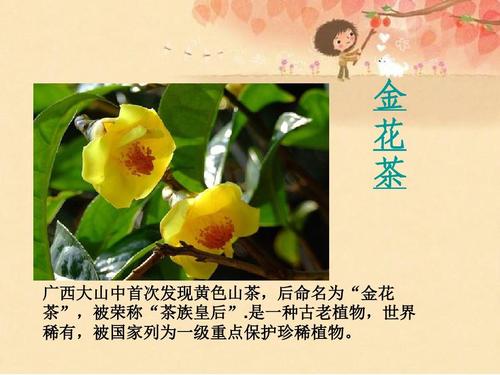 金花茶
广西大山中首次发现黄色山茶，后命名为“金花
茶”，被荣称“茶族皇后”.是一种古老植物，世界
稀有，被国家列为一级重点保护珍稀植物。